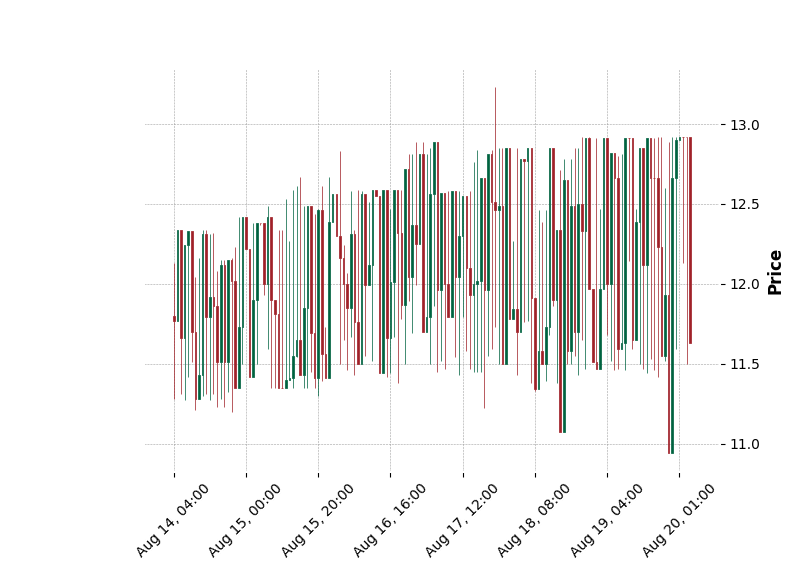 13.0
12.5
12.0
11.5
11.0
Price
Aug 14, 04:00
Aug 15, 00:00
Aug 15, 20:00
Aug 16, 16:00
Aug 17, 12:00
Aug 18, 08:00
Aug 19, 04:00
Aug 20, 01:00